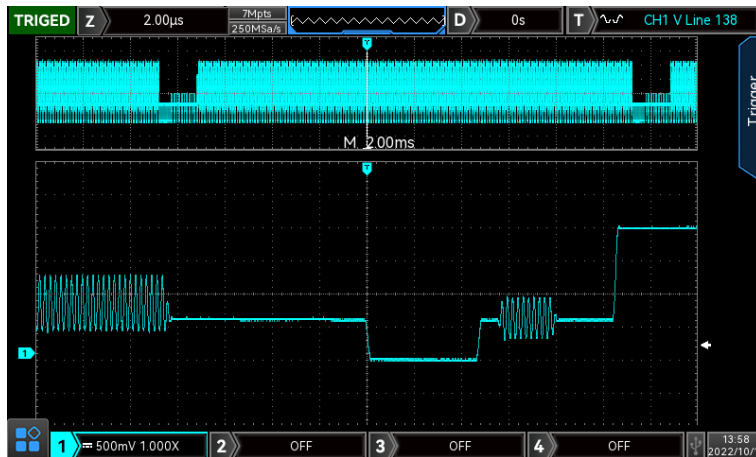 TRIGED Z 2.00μs 7Mpts 250MSa/s D 0s T CH1 V Line 138
T
Trigger
M 2.00ms
T
1
1 500mV 1.000X 2 OFF 3 OFF 4 OFF 13:58
2022/10/